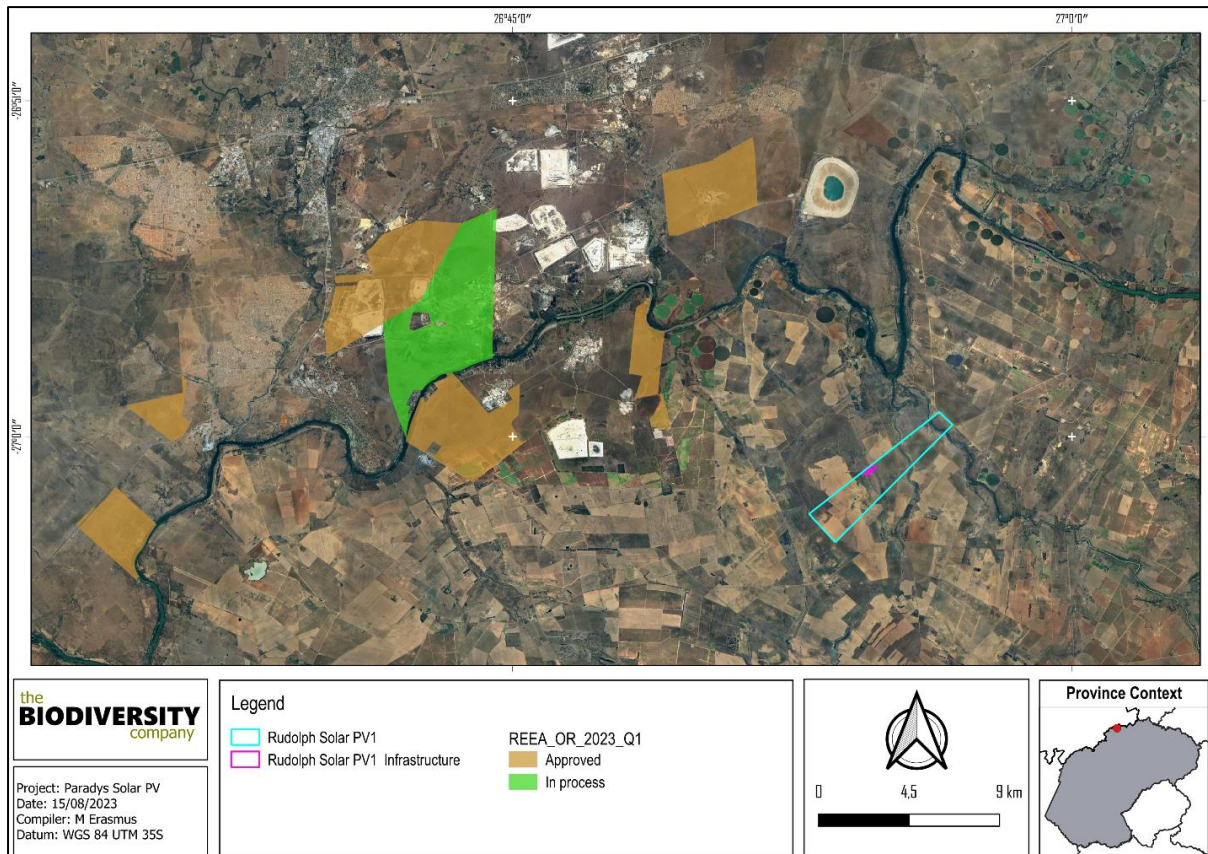 26°45'0"
27°0'0"
-26°51'0"
-27°0'0"
the
BIODIVERSITY
company
Project: Paradys Solar PV
Date: 15/08/2023
Compiler: M Erasmus
Datum: WGS 84 UTM 35S
Legend
Rudolph Solar PV1
Rudolph Solar PV1 Infrastructure
REEA_OR_2023_Q1
Approved
In process
0 4,5 9 km
Province Context